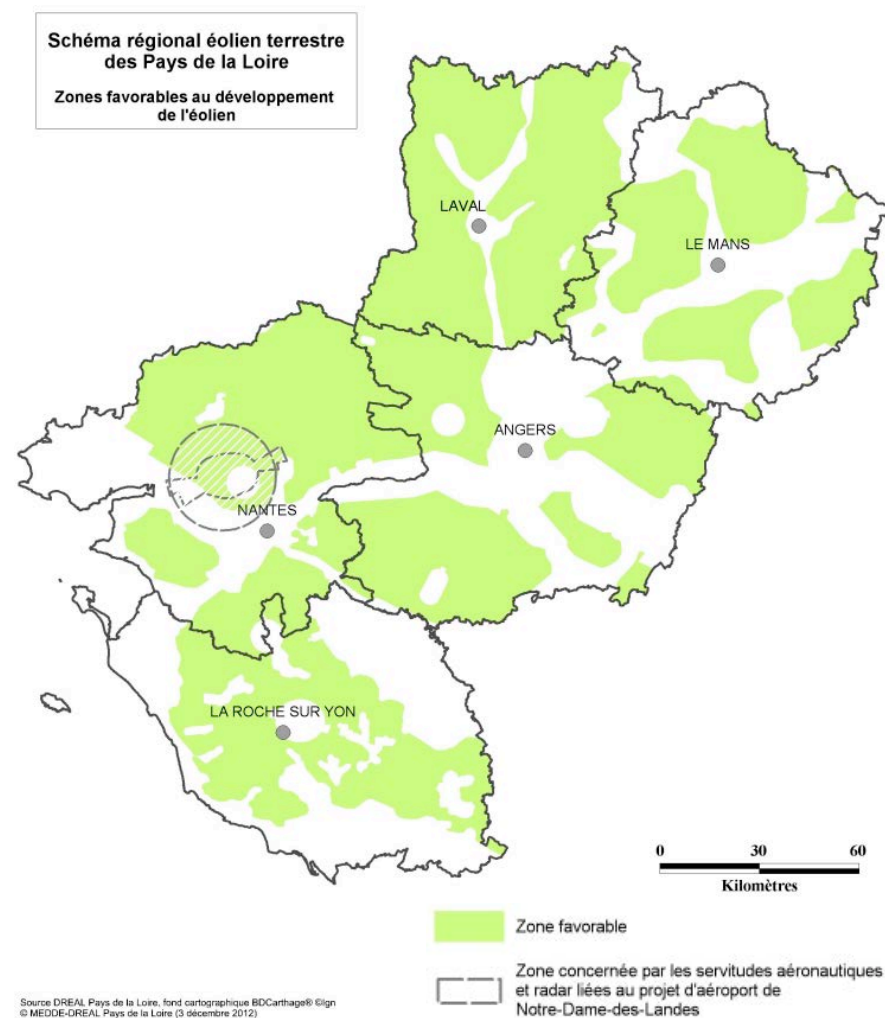 Schéma régional éolien terrestre
des Pays de la Loire
Zones favorables au développement
de l'éolien
LAVAL
LE MANS
ANGERS
NANTES
LA ROCHE SUR YON
0 30 60
Kilomètres
Zone favorable
Zone concernée par les servitudes aéronautiques
et radar liées au projet d'aéroport de
Notre-Dame-des-Landes
Source DREAL Pays de la Loire, fond cartographique BDCarthage® ©Ign
© MEDDE-DREAL Pays de la Loire (3 décembre 2012)